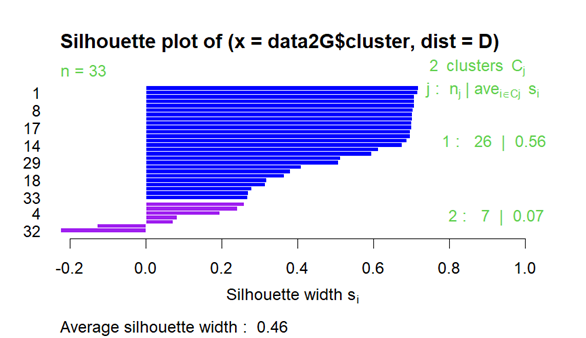 Silhouette plot of (x = data2G$cluster, dist = D)
n = 33
2 clusters Cj
j : nj | avei∈Cj si
1
8
17
14
29
18
33
4
32
1 : 26 | 0.56
2 : 7 | 0.07
-0.2 0.0 0.2 0.4 0.6 0.8 1.0
Silhouette width si
Average silhouette width : 0.46